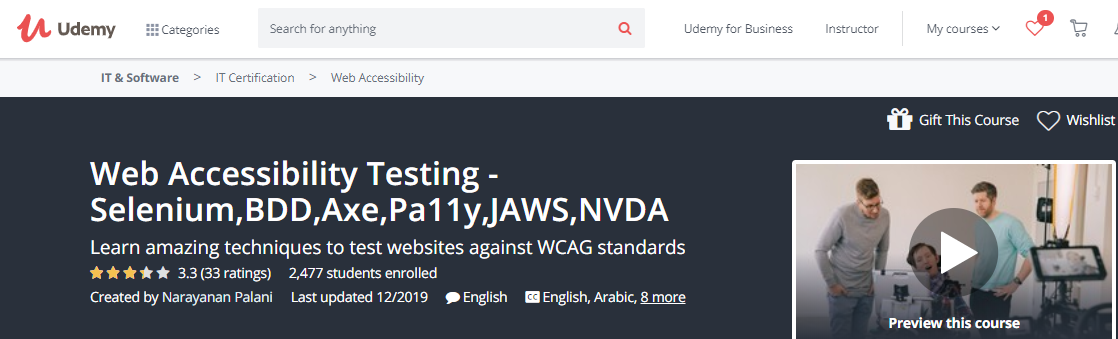 Udemy
Categories
Search for anything
Udemy for Business
Instructor
My courses
1
IT & Software > IT Certification > Web Accessibility
Gift This Course
Wishlist
Web Accessibility Testing -
Selenium,BDD,Axe,Pa11y,JAWS,NVDA
Learn amazing techniques to test websites against WCAG standards
3.3 (33 ratings) 2,477 students enrolled
Created by Narayanan Palani Last updated 12/2019 English CC English, Arabic, 8 more
Preview this course